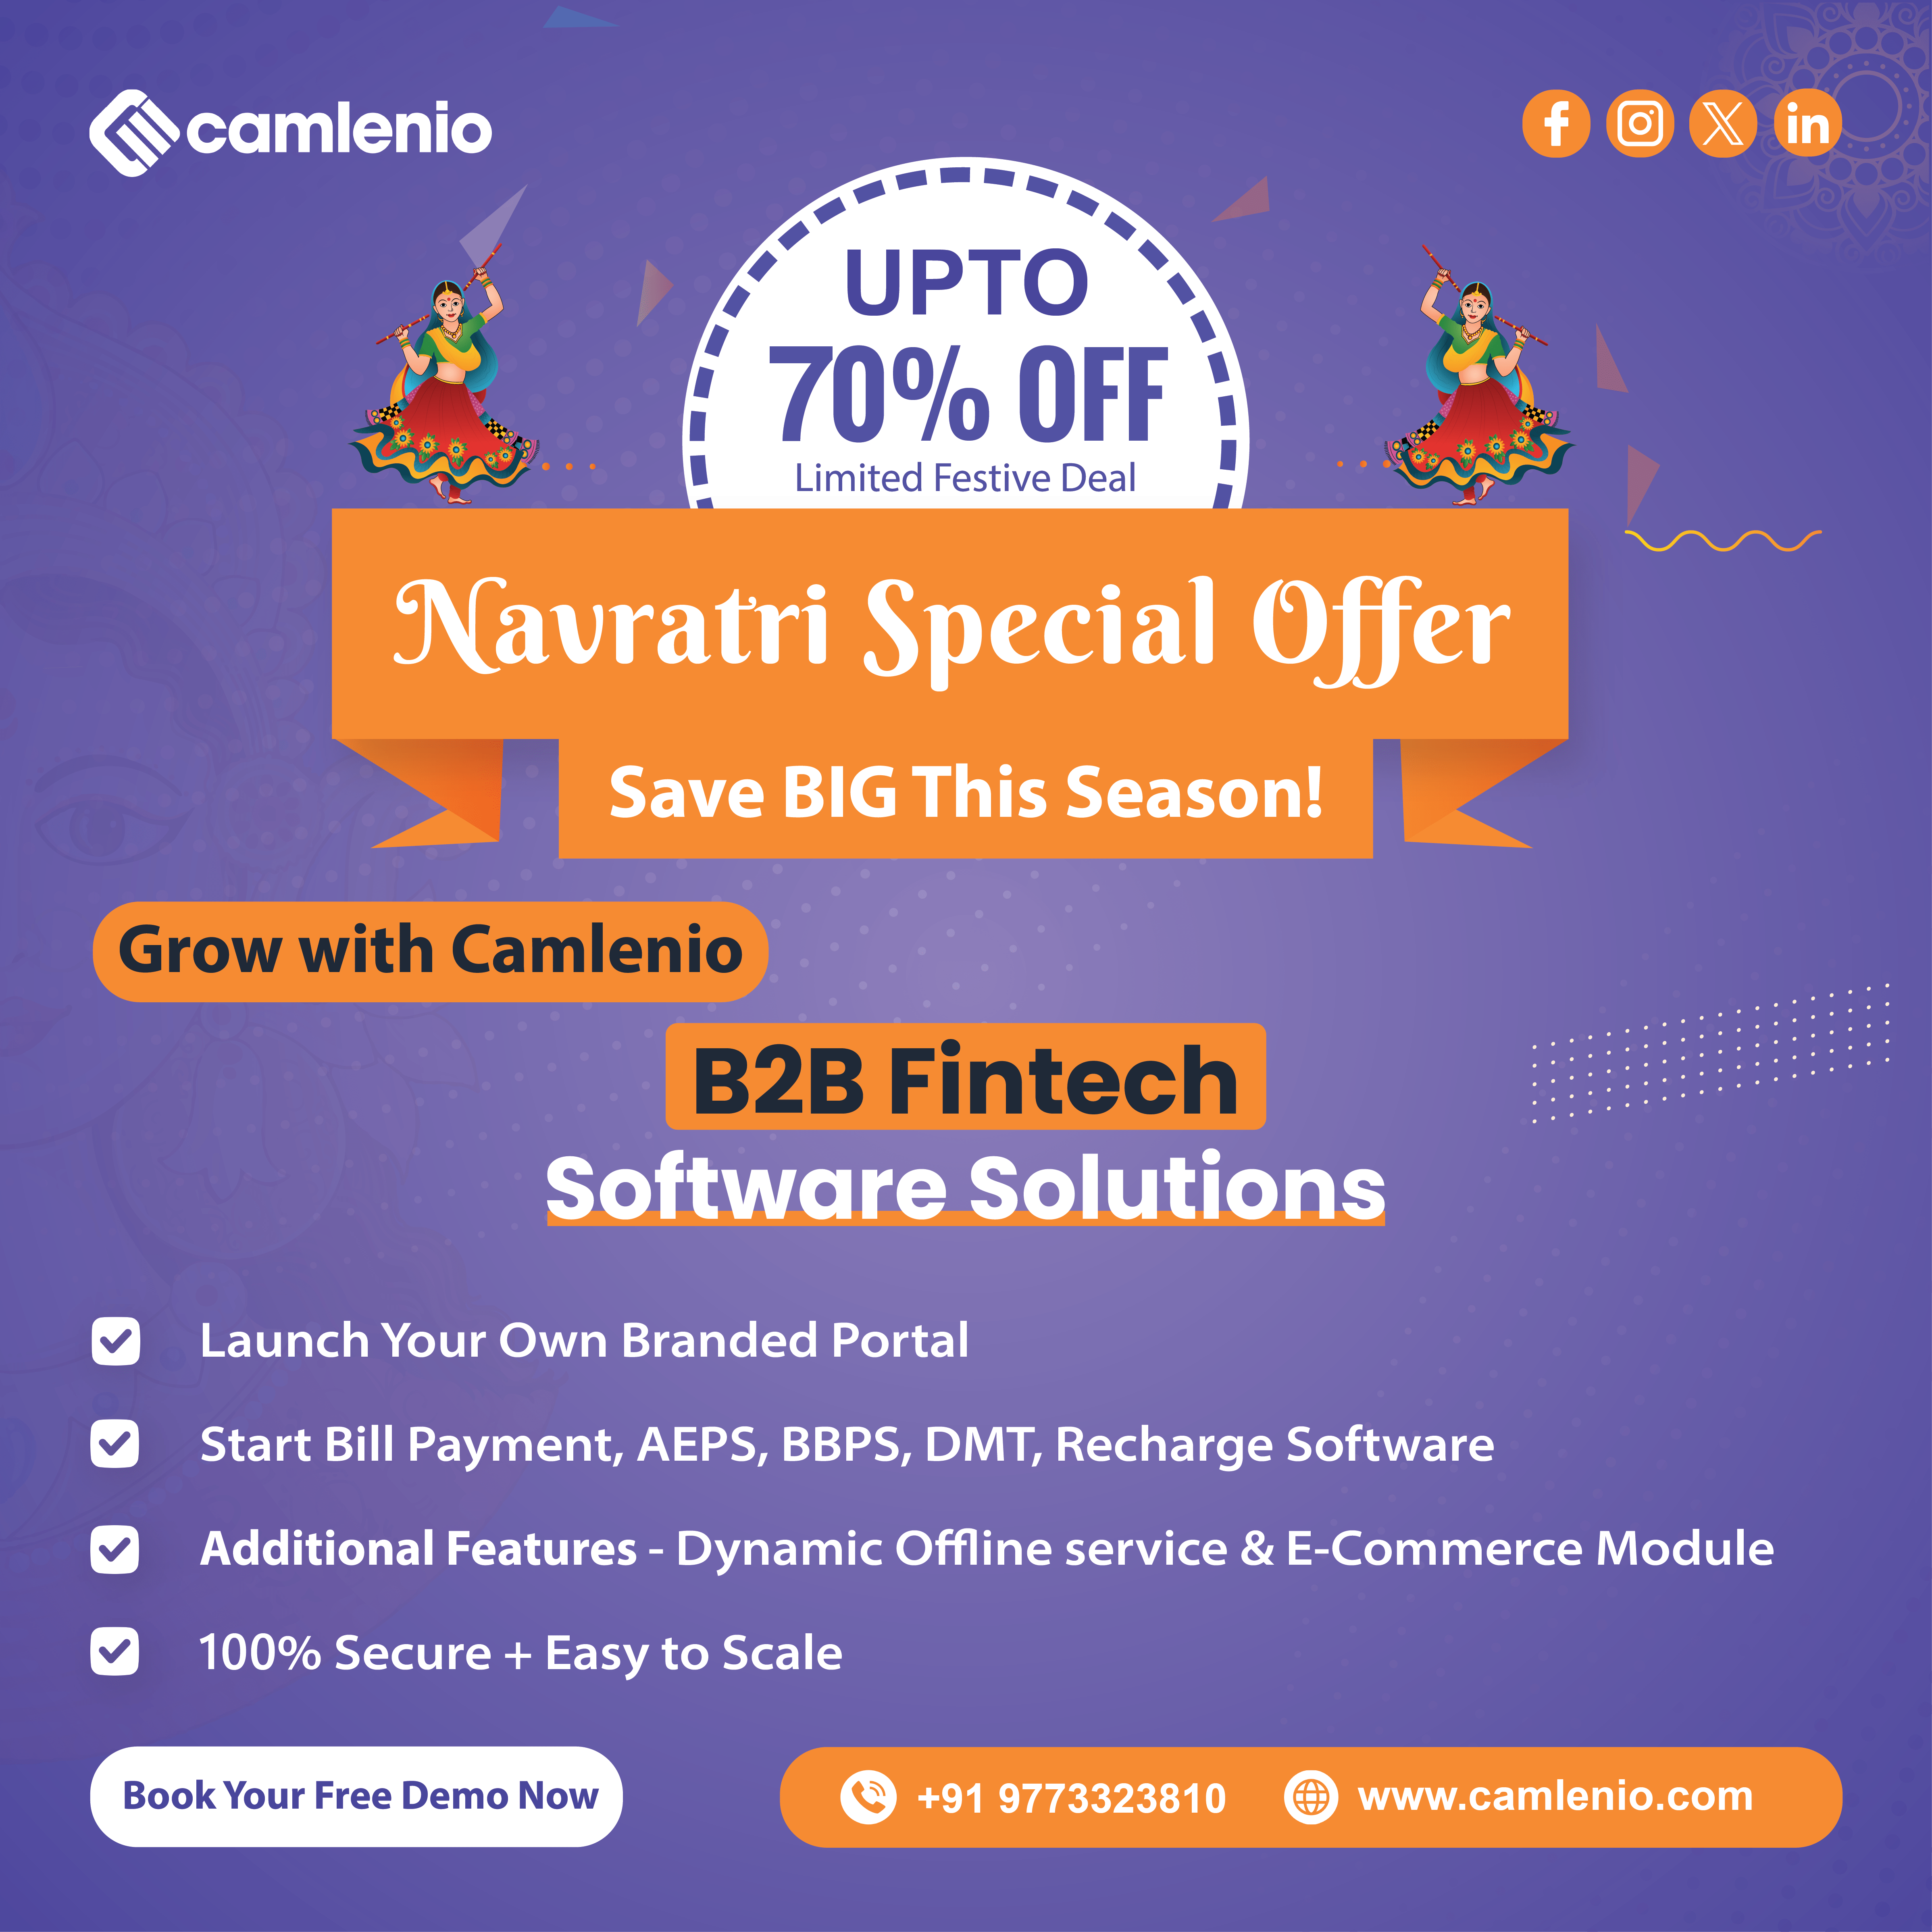 camlenio
UPTO
70% OFF
Limited Festive Deal
Navratri Special Offer
Save BIG This Season!
Grow with Camlenio
B2B Fintech
Software Solutions
Launch Your Own Branded Portal
Start Bill Payment, AEPS, BBPS, DMT, Recharge Software
Additional Features - Dynamic Offline service & E-Commerce Module
100% Secure + Easy to Scale
Book Your Free Demo Now
+91 9773323810
www.camlenio.com